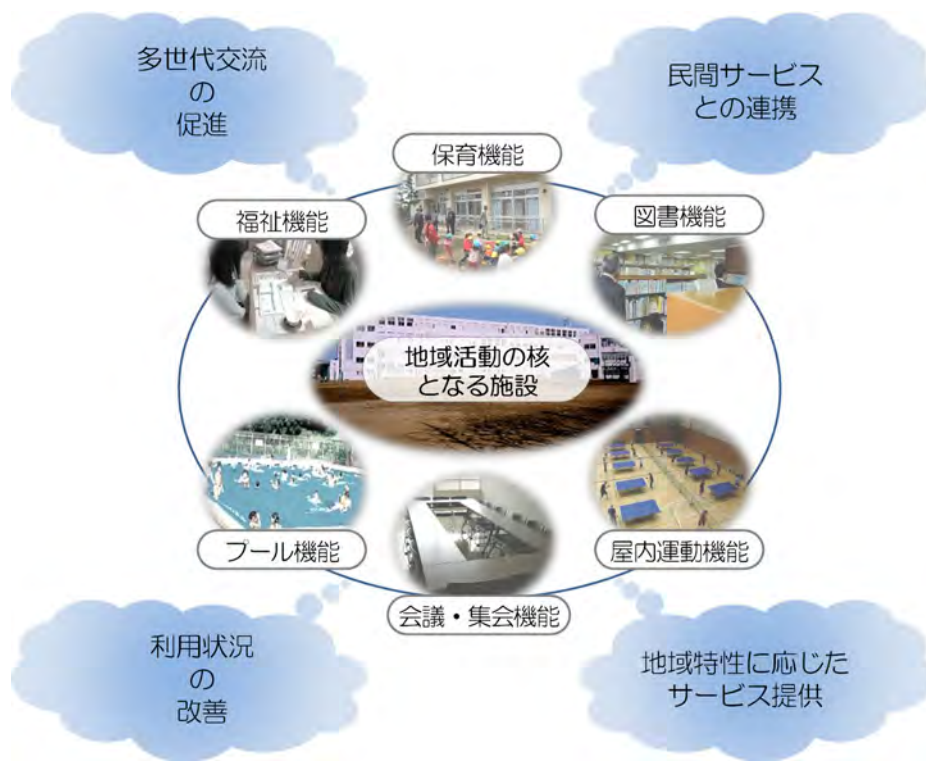 多世代交流
の
促進
民間サービス
との連携
保育機能
福祉機能
図書機能
地域活動の核
となる施設
プール機能
屋内運動機能
会議・集会機能
利用状況
の
改善
地域特性に応じた
サービス提供